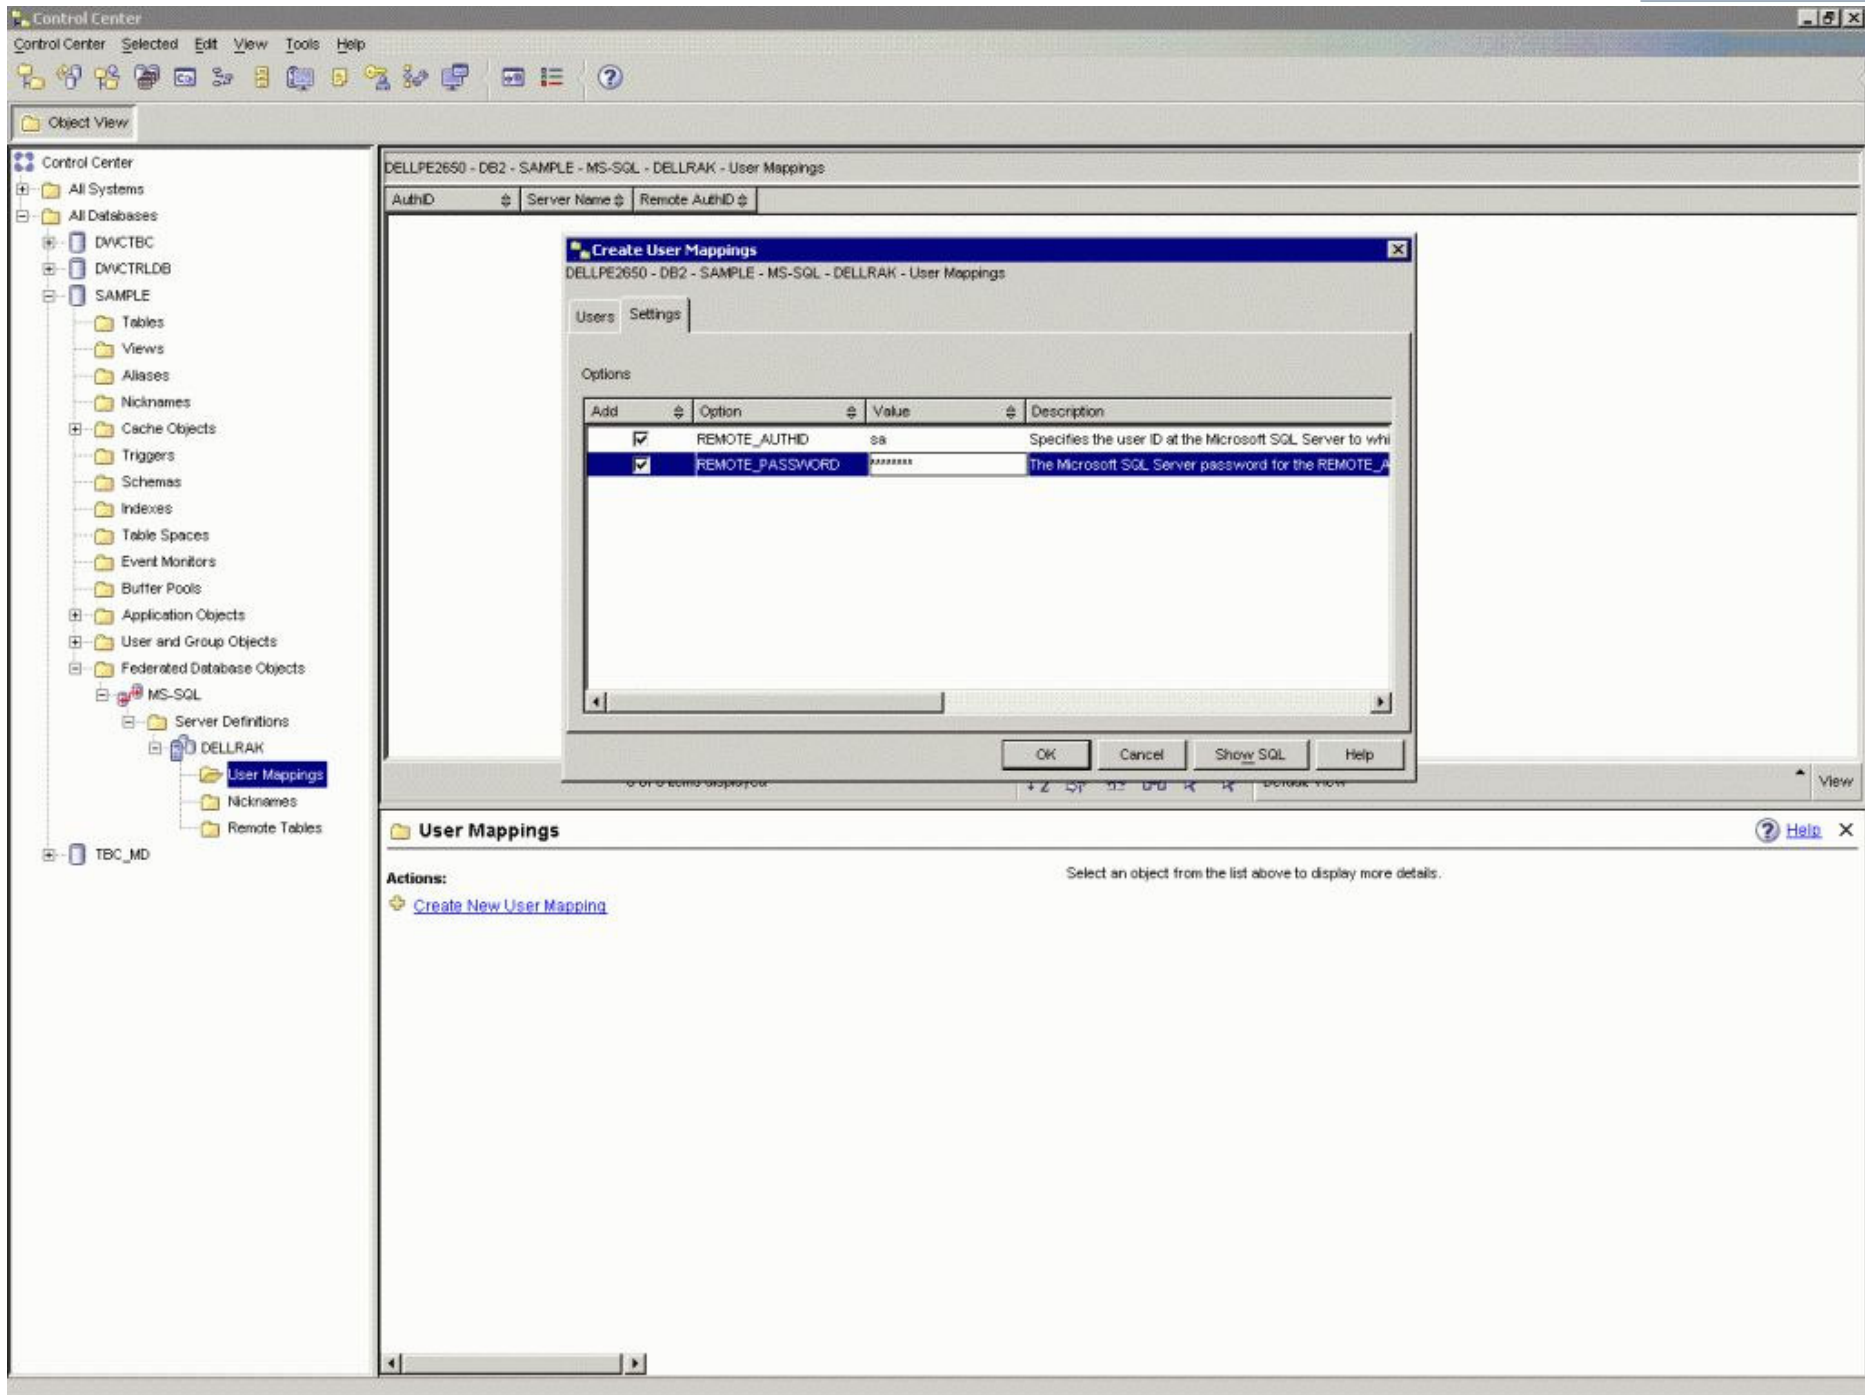 Control Center
Control Center Selected Edit View Tools Help
Object View
Control Center
All Systems
All Databases
DWCTBC
DWCTRLDB
SAMPLE
Tables
Views
Aliases
Nicknames
Cache Objects
Triggers
Schemas
Indexes
Table Spaces
Event Monitors
Buffer Pools
Application Objects
User and Group Objects
Federated Database Objects
MS-SQL
Server Definitions
DELLRAK
User Mappings
Nicknames
Remote Tables
TBC_MD
DELLPE2650 - DB2 - SAMPLE - MS-SQL - DELLRAK - User Mappings
AuthID Server Name Remote AuthID
Create User Mappings
DELLPE2650 - DB2 - SAMPLE - MS-SQL - DELLRAK - User Mappings
Users Settings
Options
Add Option Value Description
REMOTE_AUTHID sa Specifies the user ID at the Microsoft SQL Server to whi
REMOTE_PASSWORD ******** The Microsoft SQL Server password for the REMOTE_A
OK Cancel Show SQL Help
View
User Mappings
Help
Actions:
Create New User Mapping
Select an object from the list above to display more details.